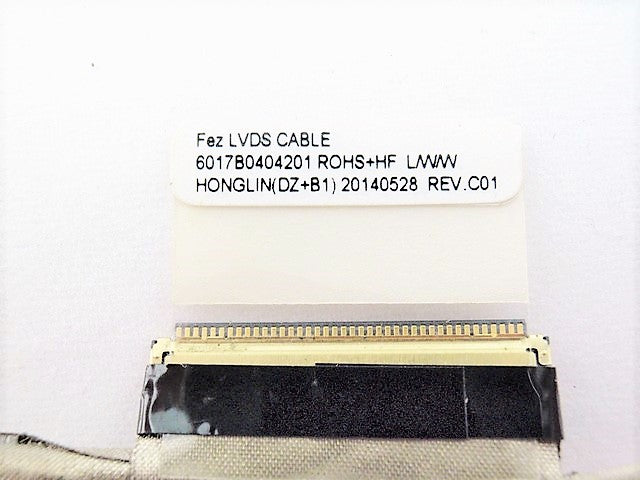 Fez LVDS CABLE
6017B0404201 ROHS+HF L/W/W/
HONGLIN(DZ+B1) 20140528 REV.C01